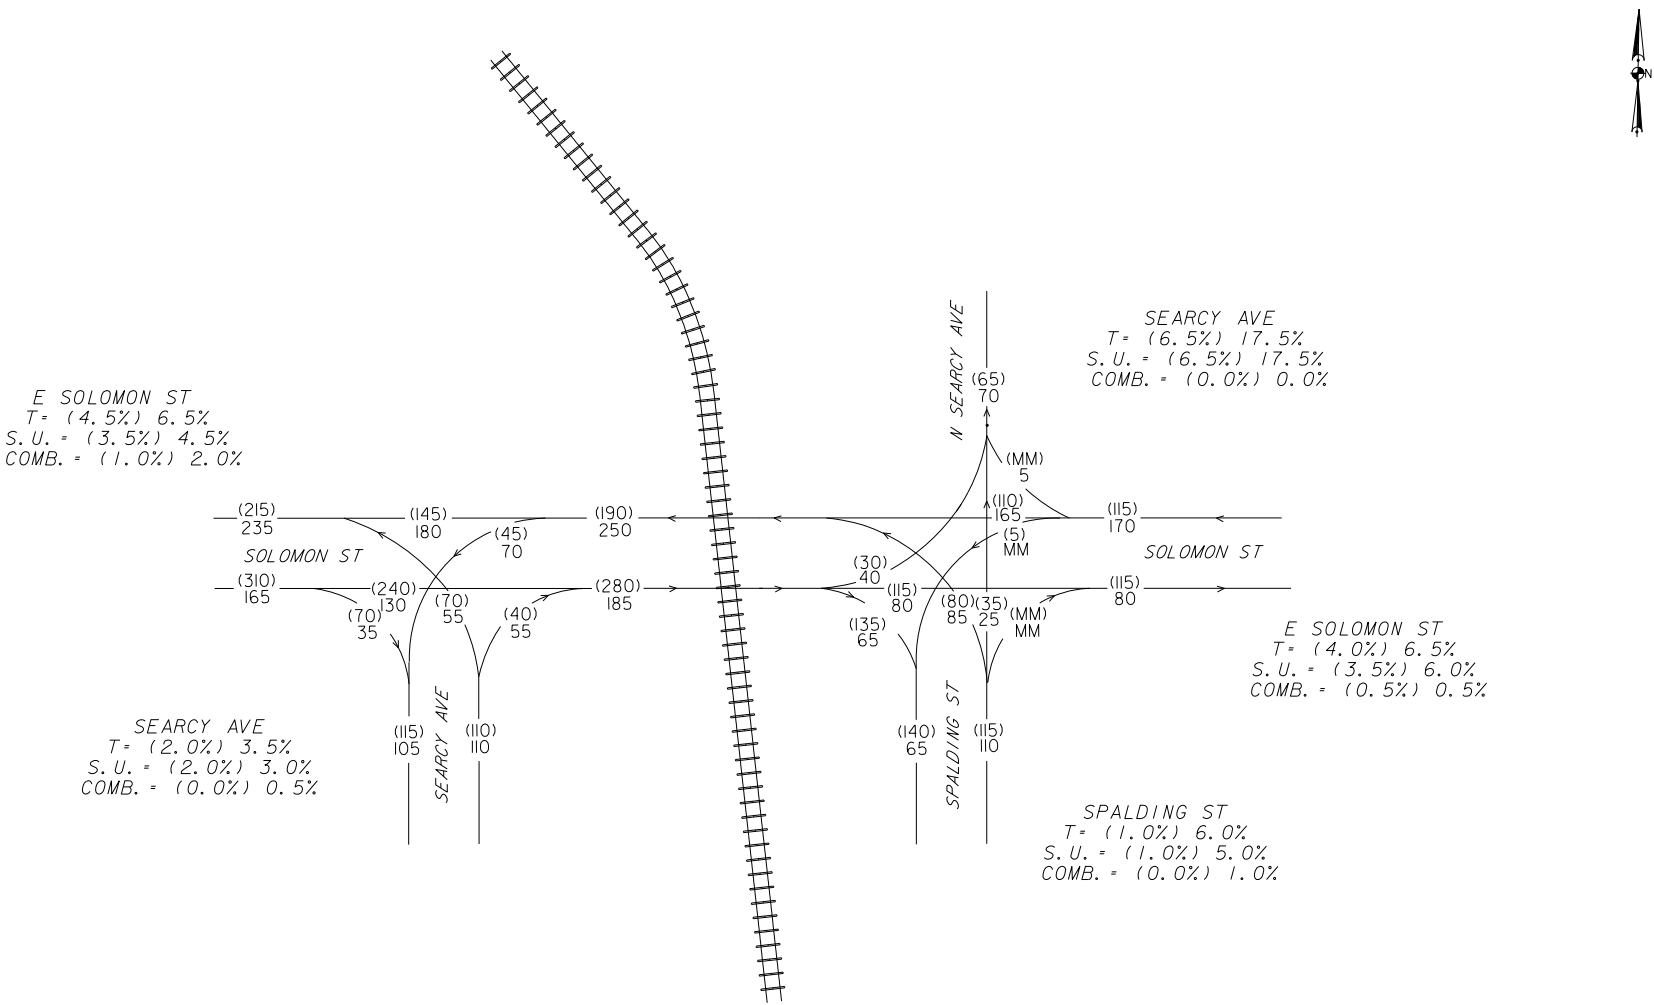 N
SEARCY AVE
T= (6.5%) 17.5%
S.U. = (6.5%) 17.5%
COMB. = (0.0%) 0.0%
N SEARCY AVE
(65)
70
E SOLOMON ST
T= (4.5%) 6.5%
S.U. = (3.5%) 4.5%
COMB. = (1.0%) 2.0%
(MM)
5
(215)
235
(145)
180
(45)
70
(190)
250
(110)
165
(5)
MM
(115)
170
SOLOMON ST
SOLOMON ST
(310)
165
(70)
35
(240)
130
(70)
55
(40)
55
(280)
185
(30)
40
(135)
65
(115)
80
(80)
85
(35)
25
(MM)
MM
(115)
80
E SOLOMON ST
T= (4.0%) 6.5%
S.U. = (3.5%) 6.0%
COMB. = (0.5%) 0.5%
SEARCY AVE
T= (2.0%) 3.5%
S.U. = (2.0%) 3.0%
COMB. = (0.0%) 0.5%
(115)
105
SEARCY AVE
(110)
110
(140)
65
SPALDING ST
(115)
110
SPALDING ST
T= (1.0%) 6.0%
S.U. = (1.0%) 5.0%
COMB. = (0.0%) 1.0%